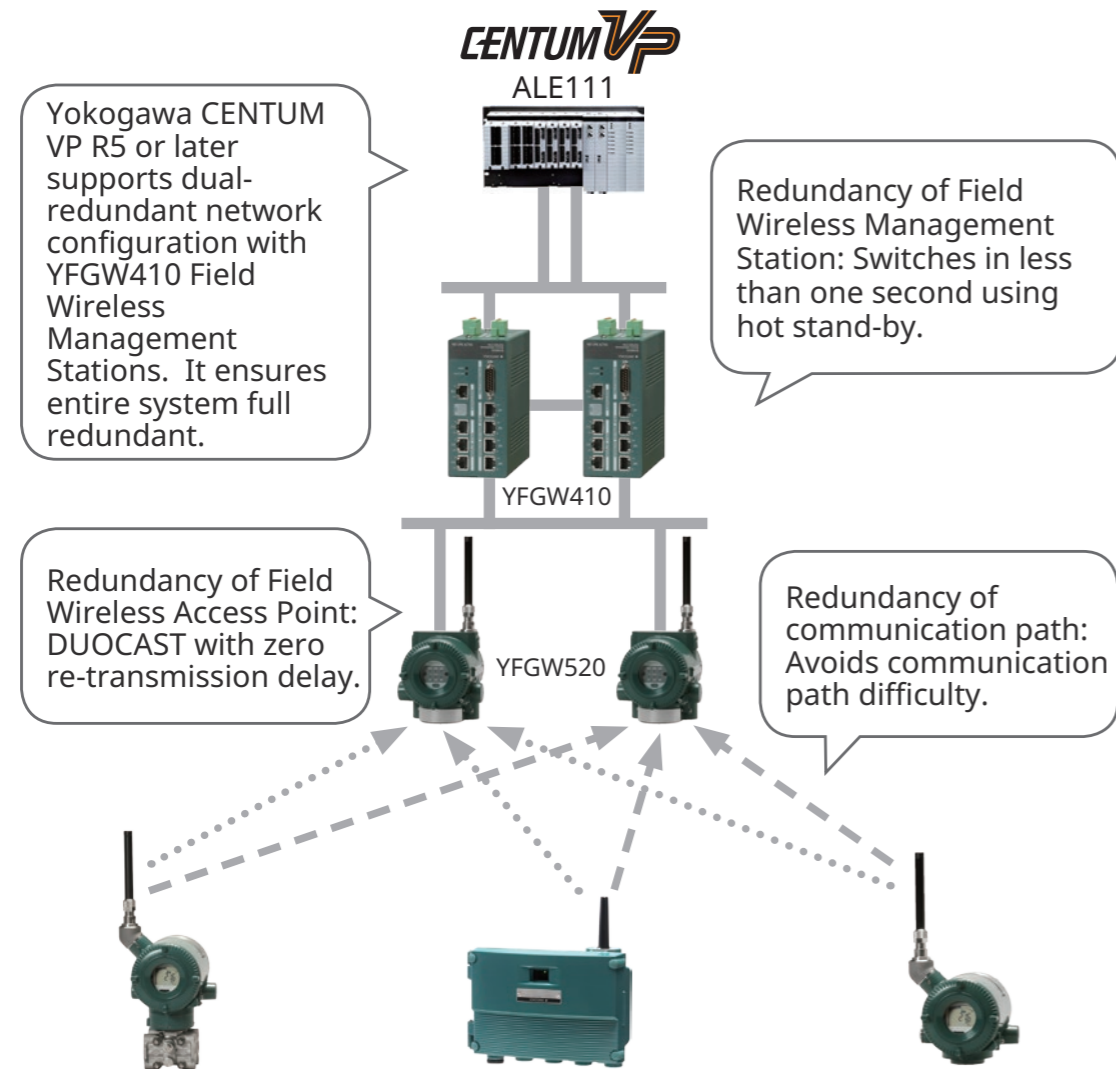 CENTUM VP
ALE111
Yokogawa CENTUM
VP R5 or later
supports dual-
redundant network
configuration with
YFGW410 Field
Wireless
Management
Stations.  It ensures
entire system full
redundant.
Redundancy of Field
Wireless Management
Station: Switches in less
than one second using
hot stand-by.
YFGW410
Redundancy of Field
Wireless Access Point:
DUOCAST with zero
re-transmission delay.
YFGW520
Redundancy of
communication path:
Avoids communication
path difficulty.